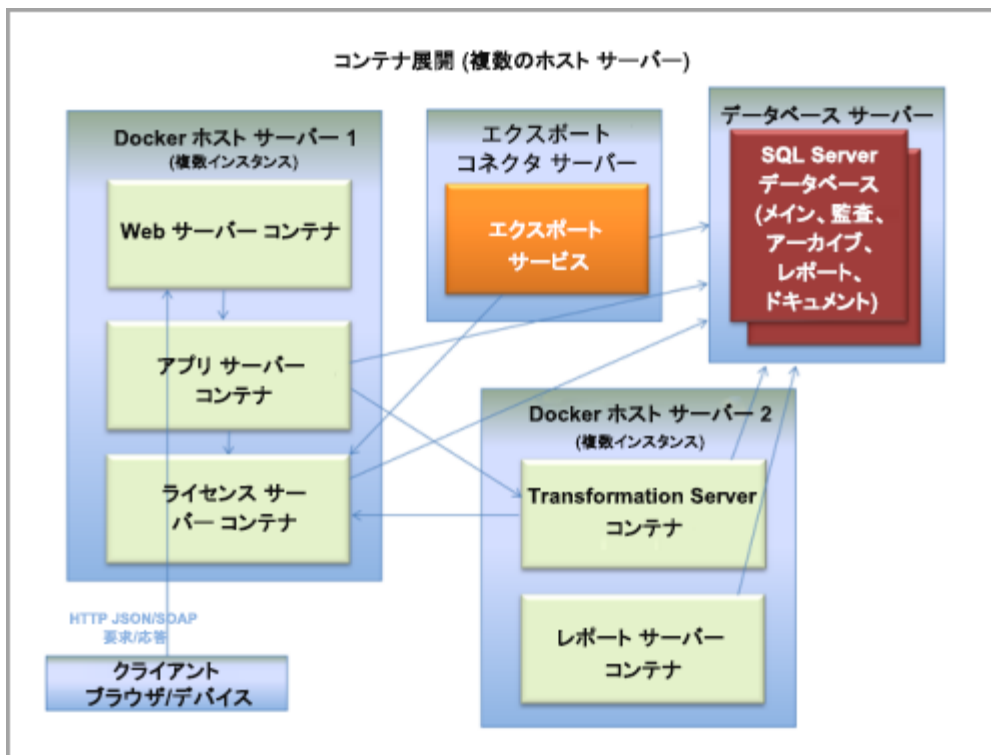 コンテナ展開 (複数のホスト サーバー)
Docker ホスト サーバー 1
(複数インスタンス)
Web サーバー コンテナ
アプリ サーバー
コンテナ
ライセンス サー
バー コンテナ
HTTP JSON/SOAP
要求/応答
クライアント
ブラウザ/デバイス
エクスポート
コネクタ サーバー
エクスポート
サービス
データベース サーバー
SQL Server
データベース
(メイン、監査、
アーカイブ、
レポート、
ドキュメント)
Docker ホスト サーバー 2
(複数インスタンス)
Transformation Server
コンテナ
レポート サーバー
コンテナ